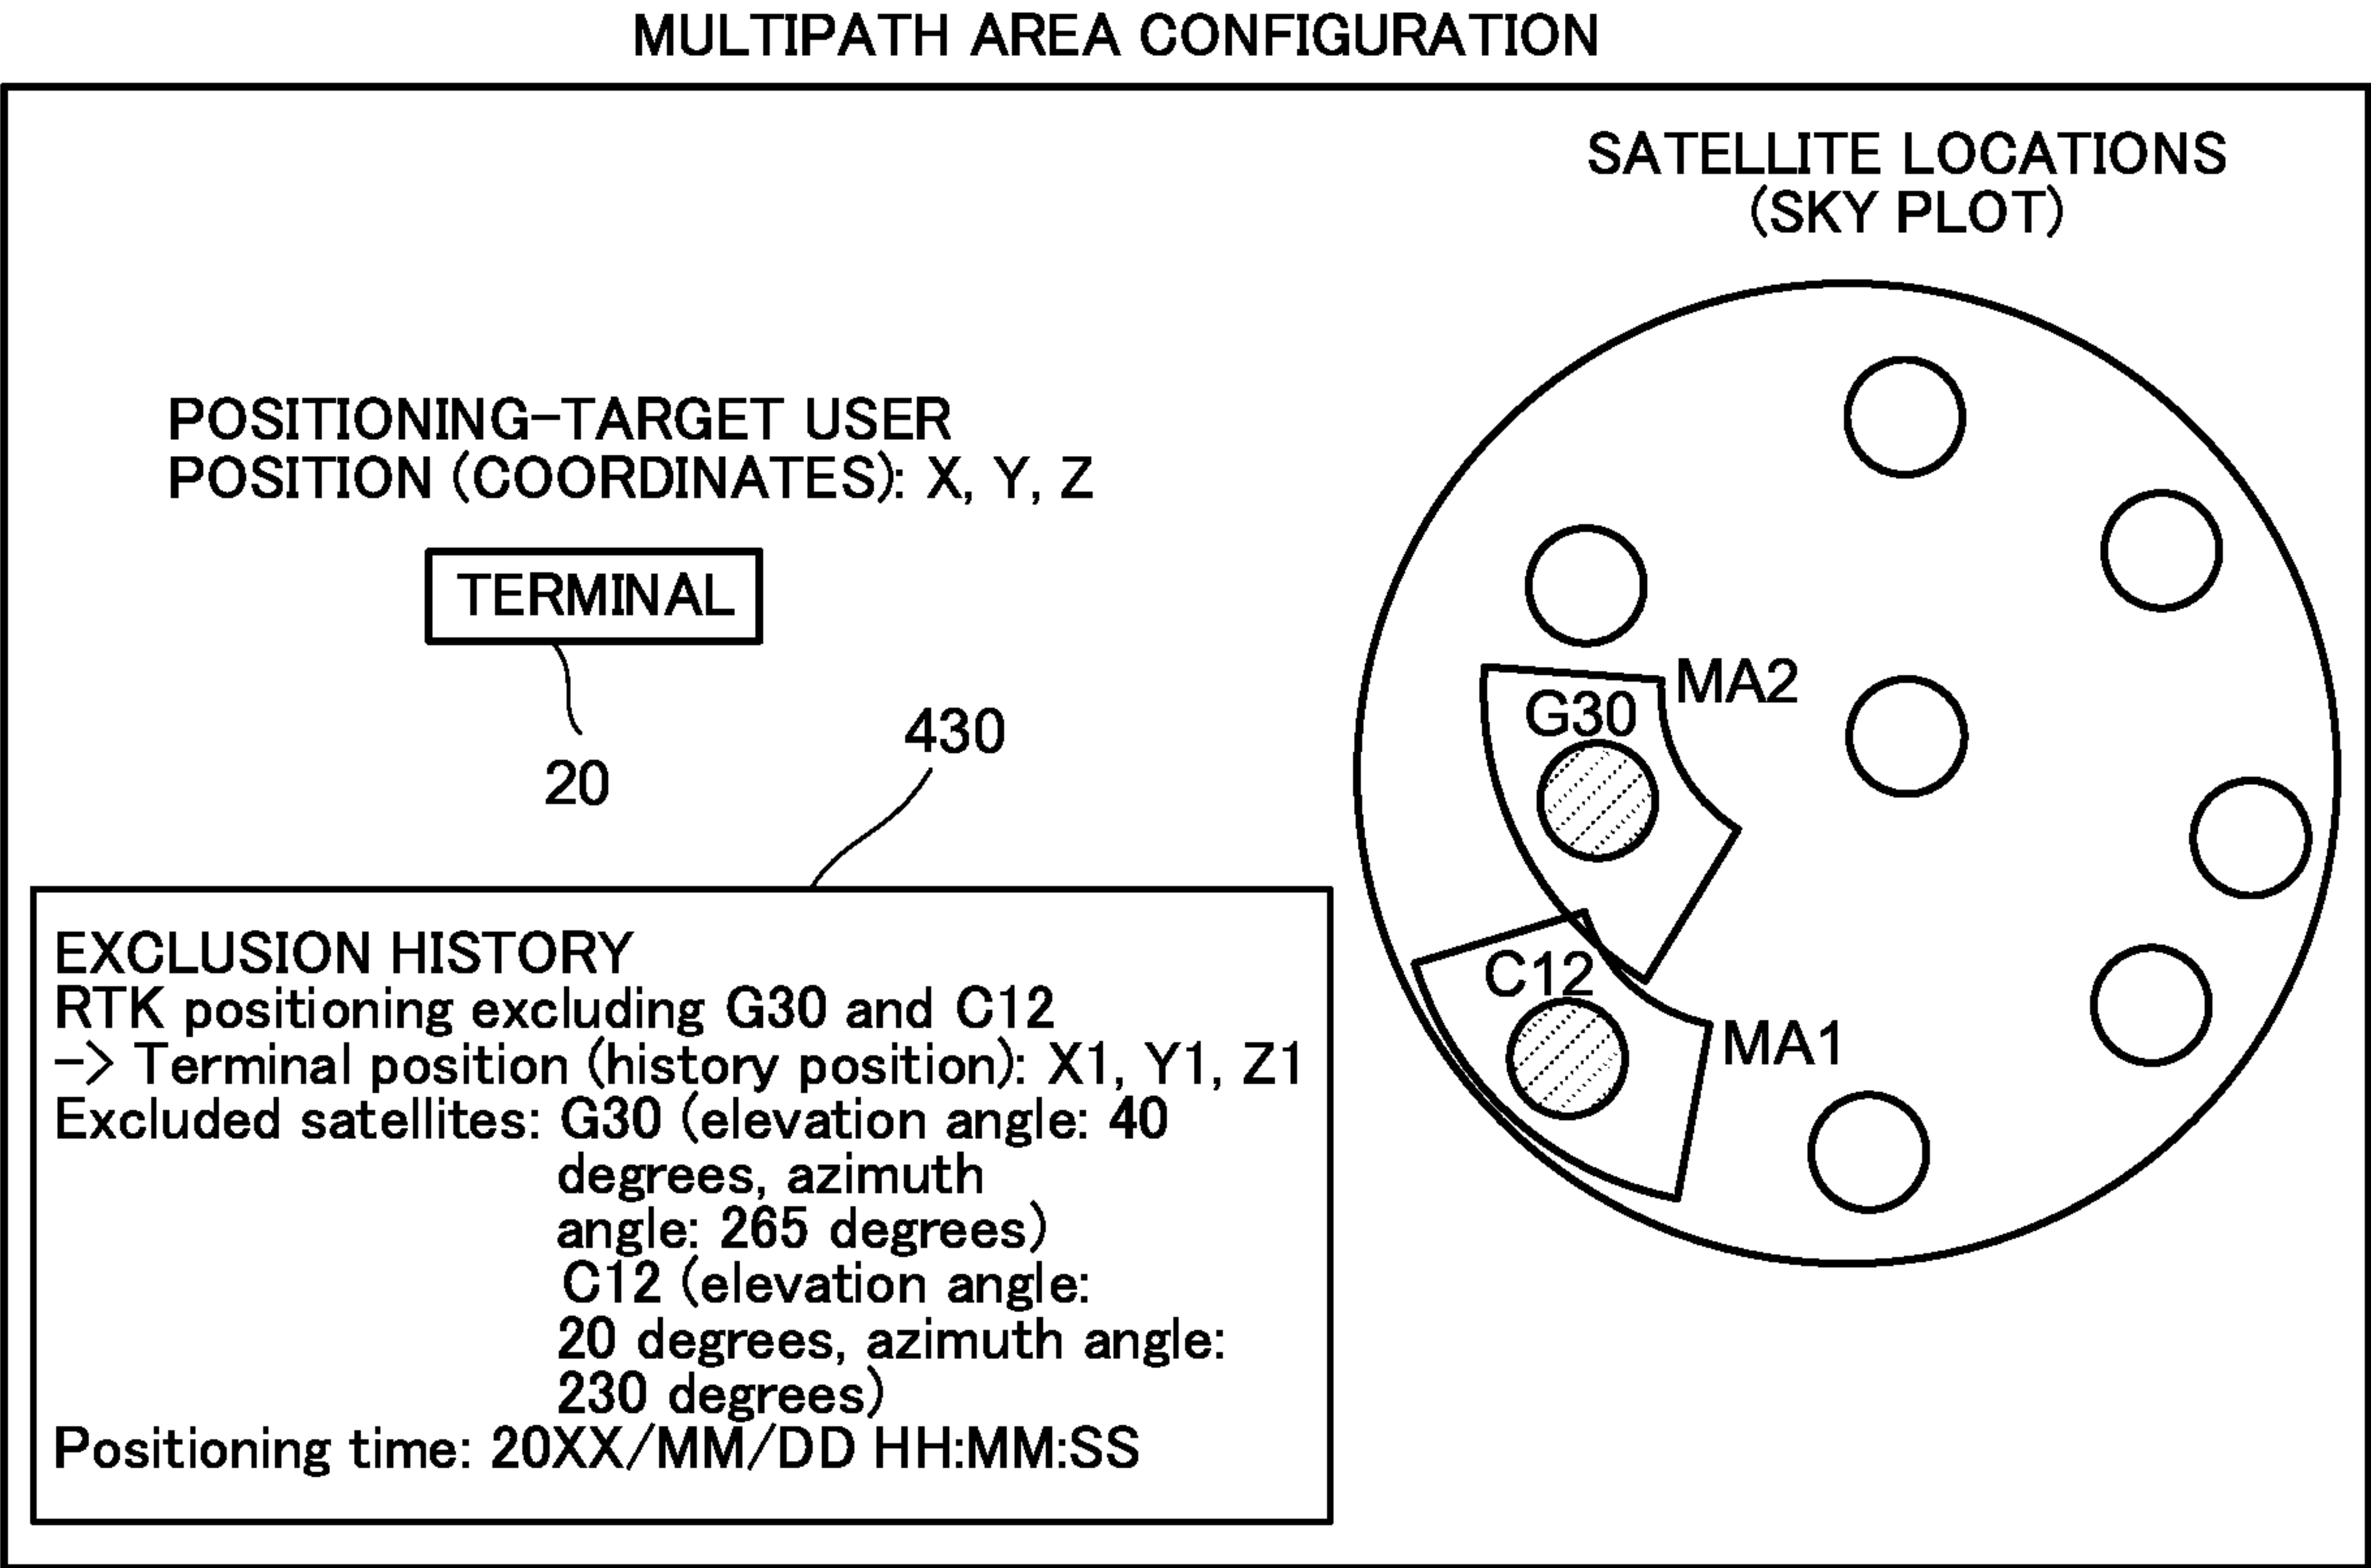 MULTIPATH AREA CONFIGURATION
SATELLITE LOCATIONS
(SKY PLOT)
POSITIONING-TARGET USER
POSITION (COORDINATES): X, Y, Z
TERMINAL
20
430
MA2
G30
C12
MA1
EXCLUSION HISTORY
RTK positioning excluding G30 and C12
-> Terminal position (history position): X1, Y1, Z1
Excluded satellites: G30 (elevation angle: 40
degrees, azimuth
angle: 265 degrees)
C12 (elevation angle:
20 degrees, azimuth angle:
230 degrees)
Positioning time: 20XX/MM/DD HH:MM:SS